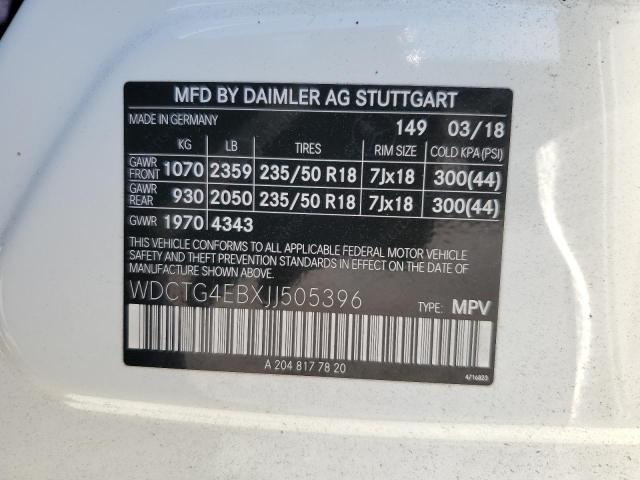 MFD BY DAIMLER AG STUTTGART
MADE IN GERMANY 149 03/18
KG LB TIRES RIM SIZE COLD KPA(PSI)
GAWR FRONT 1070 2359 235/50 R18 7Jx18 300(44)
GAWR REAR 930 2050 235/50 R18 7Jx18 300(44)
GVWR 1970 4343
THIS VEHICLE CONFORMS TO ALL APPLICABLE FEDERAL MOTOR VEHICLE
SAFETY AND THEFT PREVENTION STANDARDS IN EFFECT ON THE DATE
OF MANUFACTURE SHOWN ABOVE.
WDCTG4EBXJJ505396
TYPE: MPV
A 204 817 78 20
4716823